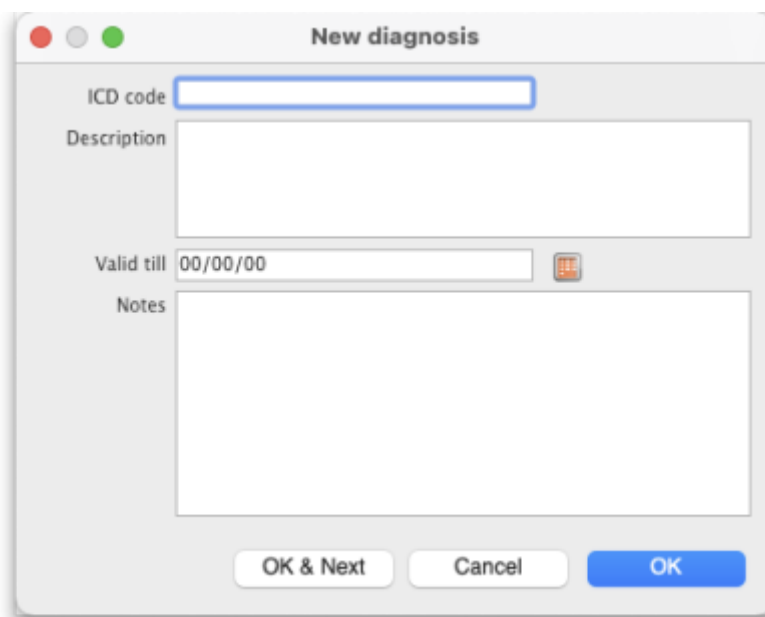 New diagnosis
ICD code
Description
Valid till 00/00/00
Notes
OK & Next Cancel OK